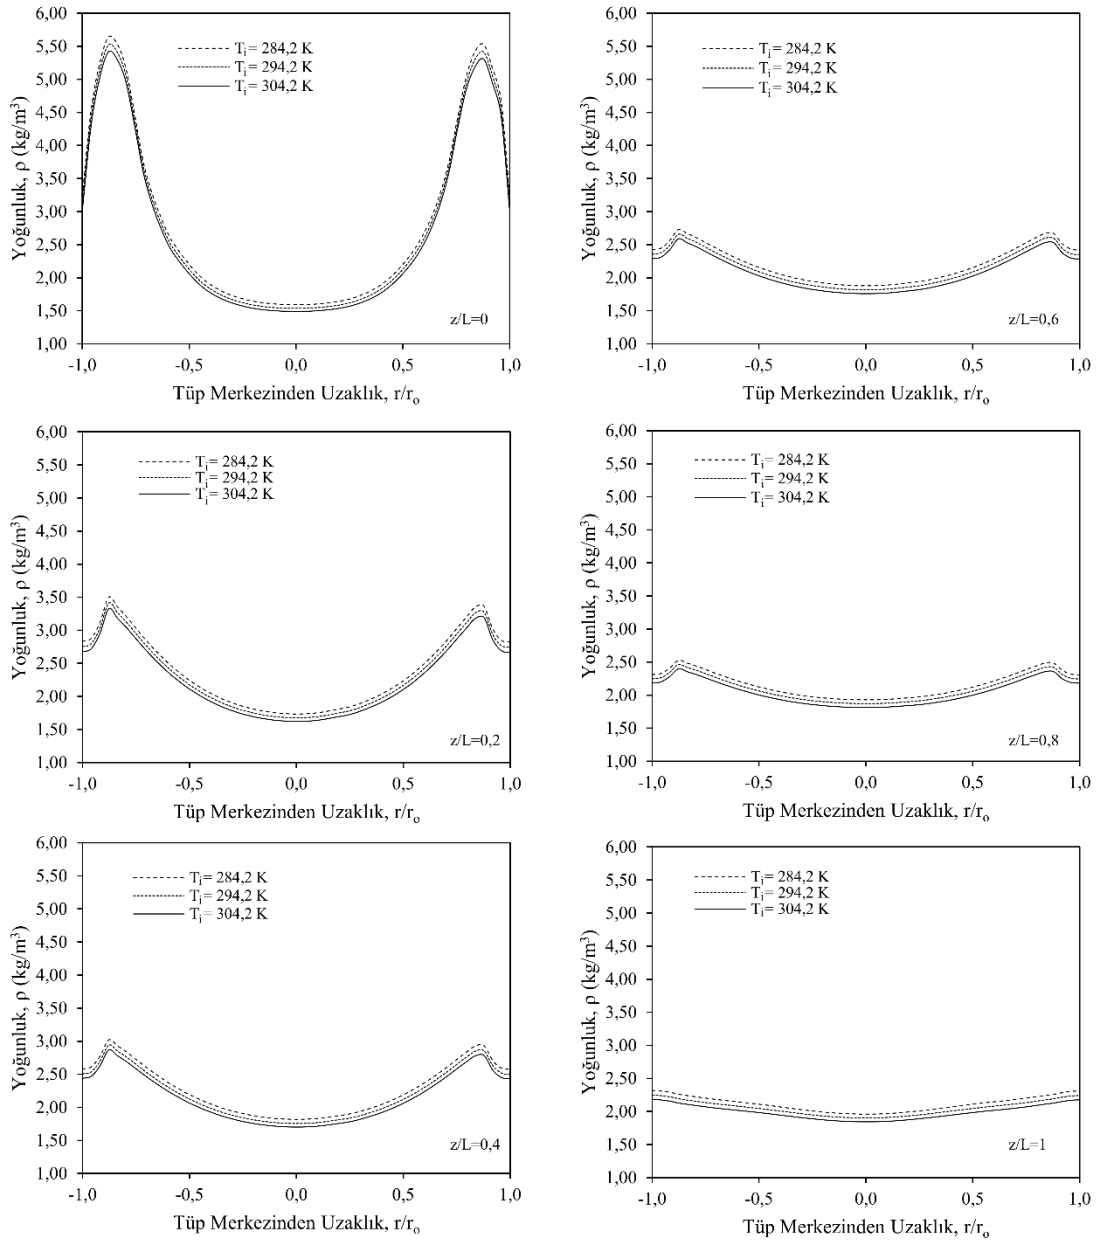 6,00
5,50
5,00
4,50
4,00
3,50
3,00
2,50
2,00
1,50
1,00
Yoğunluk, ρ (kg/m³)
Tᵢ= 284,2 K
Tᵢ= 294,2 K
Tᵢ= 304,2 K
z/L=0
-1,0 -0,5 0,0 0,5 1,0
Tüp Merkezinden Uzaklık, r/rₒ
6,00
5,50
5,00
4,50
4,00
3,50
3,00
2,50
2,00
1,50
1,00
Yoğunluk, ρ (kg/m³)
Tᵢ= 284,2 K
Tᵢ= 294,2 K
Tᵢ= 304,2 K
z/L=0,6
-1,0 -0,5 0,0 0,5 1,0
Tüp Merkezinden Uzaklık, r/rₒ
6,00
5,50
5,00
4,50
4,00
3,50
3,00
2,50
2,00
1,50
1,00
Yoğunluk, ρ (kg/m³)
Tᵢ= 284,2 K
Tᵢ= 294,2 K
Tᵢ= 304,2 K
z/L=0,2
-1,0 -0,5 0,0 0,5 1,0
Tüp Merkezinden Uzaklık, r/rₒ
6,00
5,50
5,00
4,50
4,00
3,50
3,00
2,50
2,00
1,50
1,00
Yoğunluk, ρ (kg/m³)
Tᵢ= 284,2 K
Tᵢ= 294,2 K
Tᵢ= 304,2 K
z/L=0,8
-1,0 -0,5 0,0 0,5 1,0
Tüp Merkezinden Uzaklık, r/rₒ
6,00
5,50
5,00
4,50
4,00
3,50
3,00
2,50
2,00
1,50
1,00
Yoğunluk, ρ (kg/m³)
Tᵢ= 284,2 K
Tᵢ= 294,2 K
Tᵢ= 304,2 K
z/L=0,4
-1,0 -0,5 0,0 0,5 1,0
Tüp Merkezinden Uzaklık, r/rₒ
6,00
5,50
5,00
4,50
4,00
3,50
3,00
2,50
2,00
1,50
1,00
Yoğunluk, ρ (kg/m³)
Tᵢ= 284,2 K
Tᵢ= 294,2 K
Tᵢ= 304,2 K
z/L=1
-1,0 -0,5 0,0 0,5 1,0
Tüp Merkezinden Uzaklık, r/rₒ